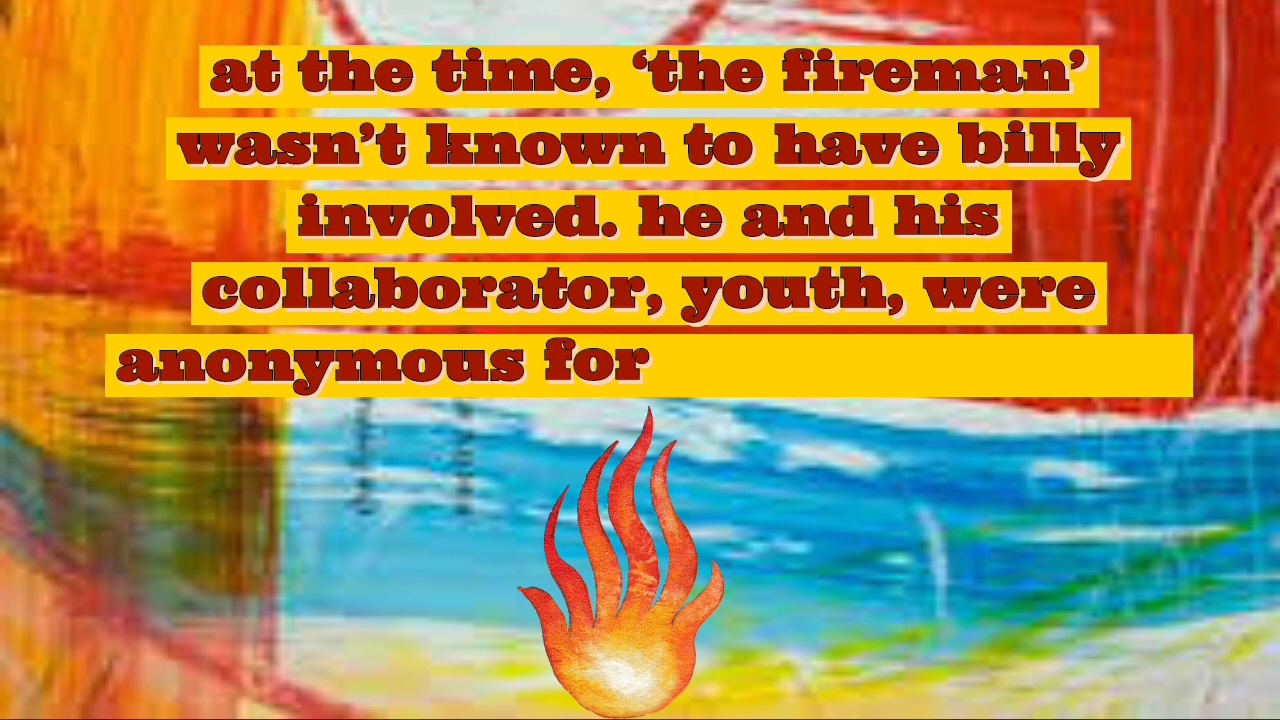 at the time, ‘the fireman’
wasn’t known to have billy
involved. he and his
collaborator, youth, were
anonymous for